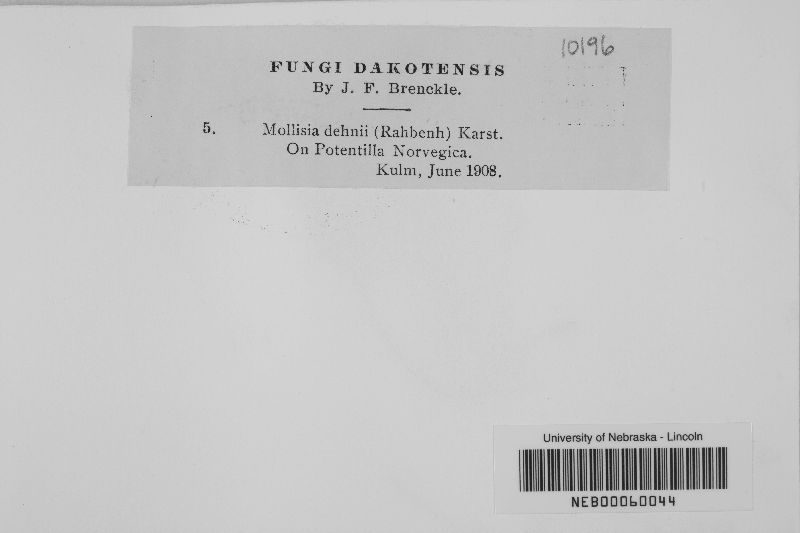 10196
FUNGI DAKOTENSIS
By J. F. Brenckle.
5. Mollisia dehnii (Rahbenh) Karst.
On Potentilla Norvegica.
Kulm, June 1908.
University of Nebraska - Lincoln
NEB00060044